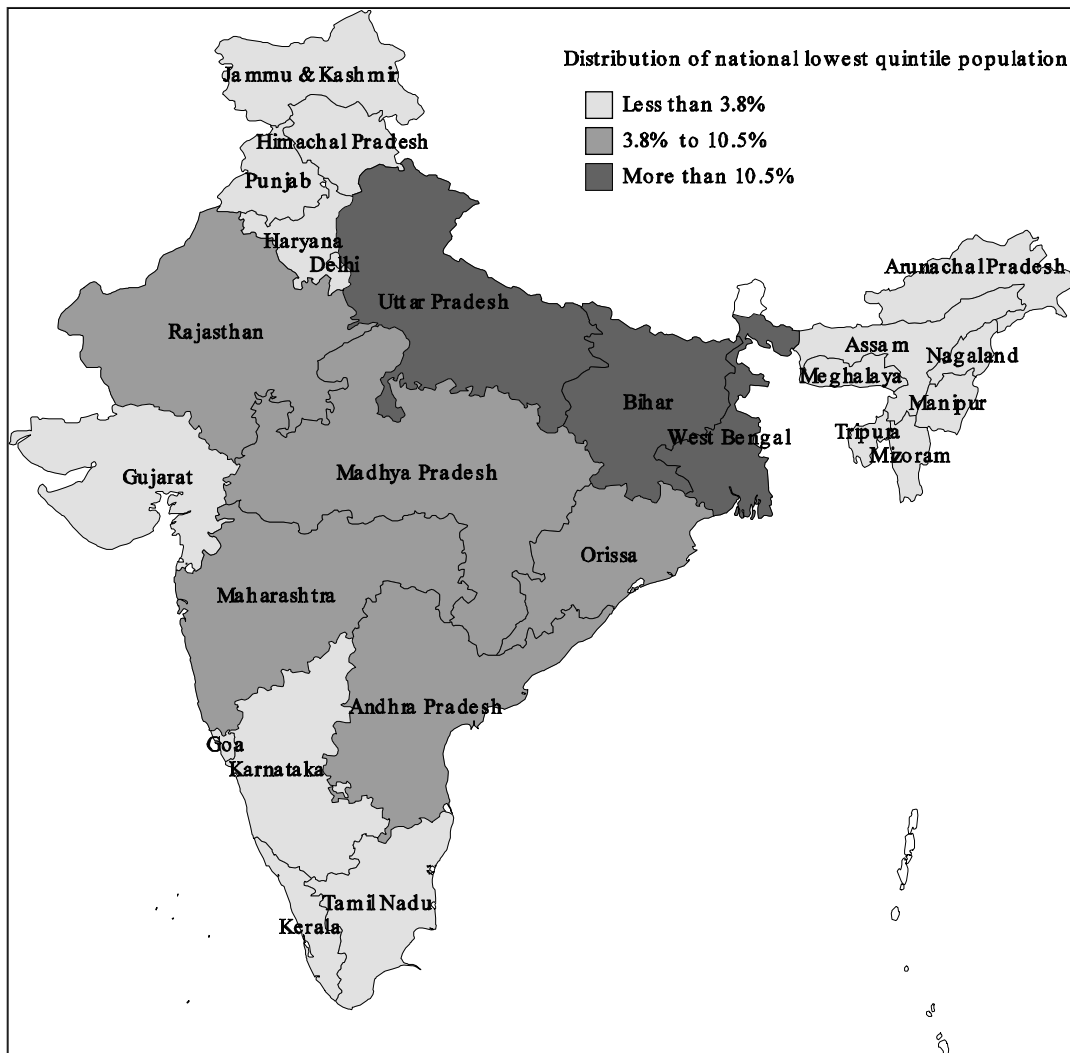 Distribution of national lowest quintile population
Less than 3.8%
3.8% to 10.5%
More than 10.5%
Jammu & Kashmir
Himachal Pradesh
Punjab
Haryana
Delhi
Arunachal Pradesh
Uttar Pradesh
Rajasthan
Assam
Nagaland
Meghalaya
Bihar
Manipur
West Bengal
Tripura
Mizoram
Madhya Pradesh
Gujarat
Orissa
Maharashtra
Andhra Pradesh
Goa
Karnataka
Tamil Nadu
Kerala